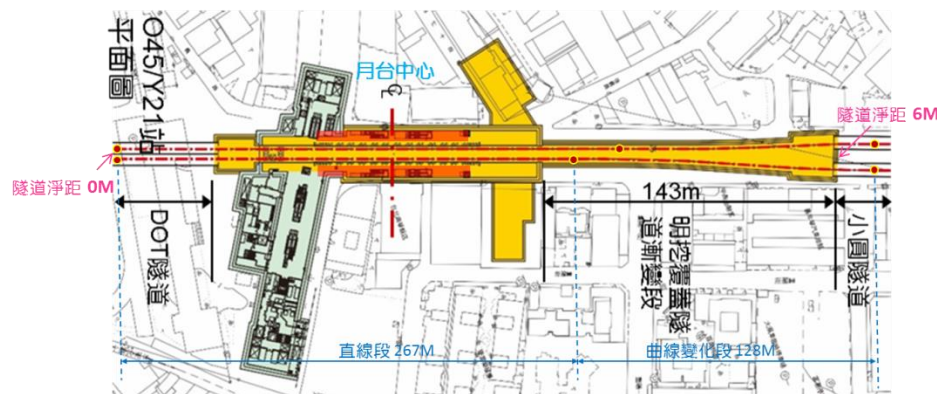 O45/Y21站
平面圖
月台中心
隧道淨距 6M
隧道淨距 0M
DOT隧道
143m
明挖覆蓋隧
道漸變段
小圓隧道
直線段 267M
曲線變化段 128M